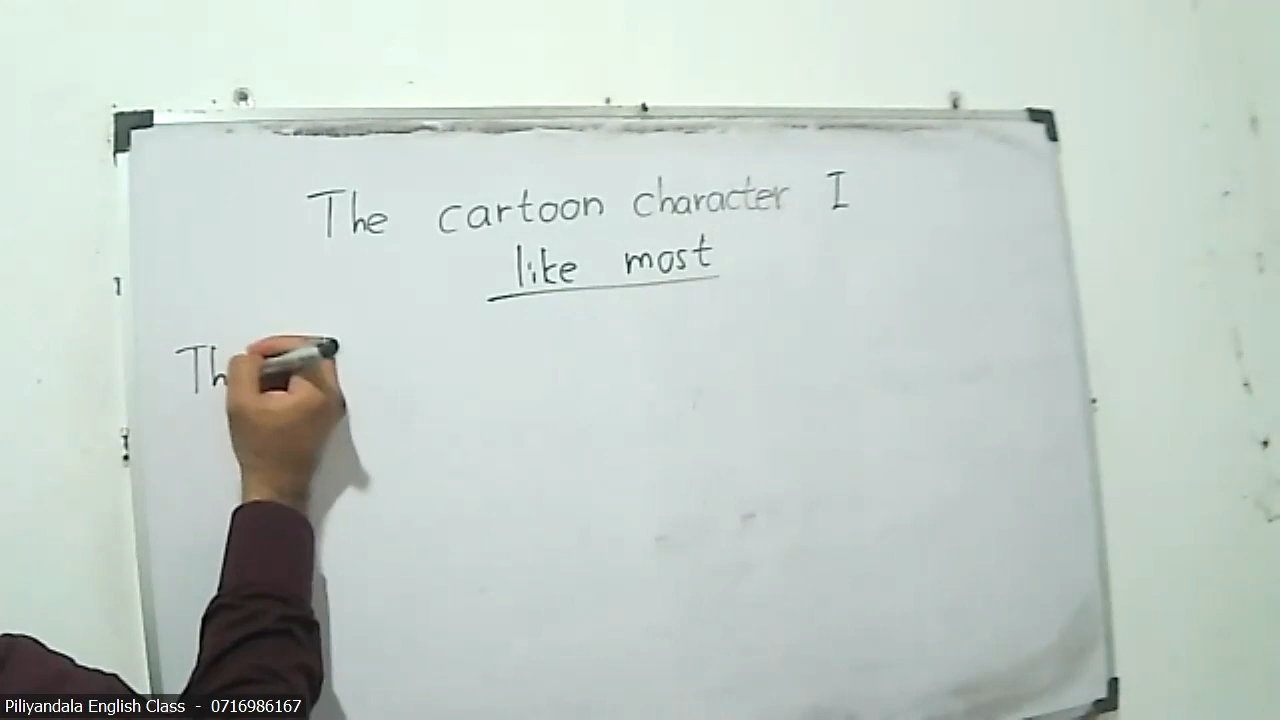 The cartoon character I
like most
Th
Piliyandala English Class - 0716986167